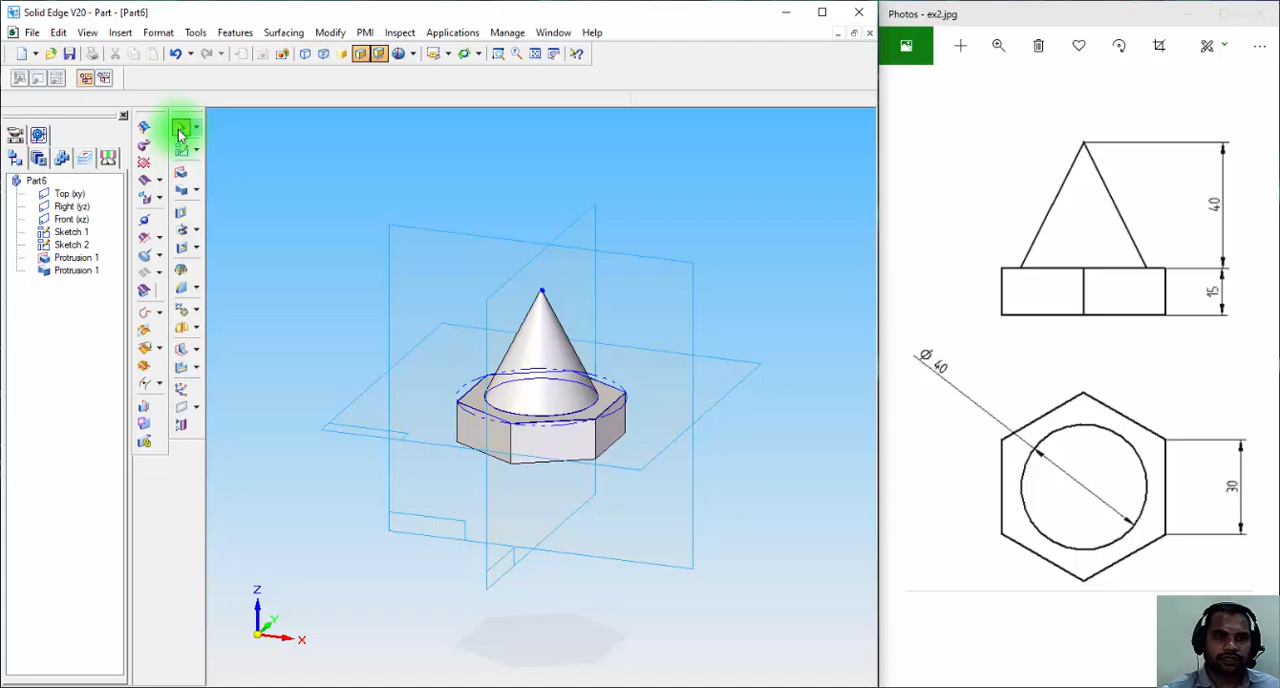 Solid Edge V20 - Part - [Part6]
File Edit View Insert Format Tools Features Surfacing Modify PMI Inspect Applications Manage Window Help
Part6
Top (xy)
Right (yz)
Front (xz)
Sketch 1
Sketch 2
Protrusion 1
Protrusion 1
Z
Y
X
Photos - ex2.jpg
40
15
Ø 40
30